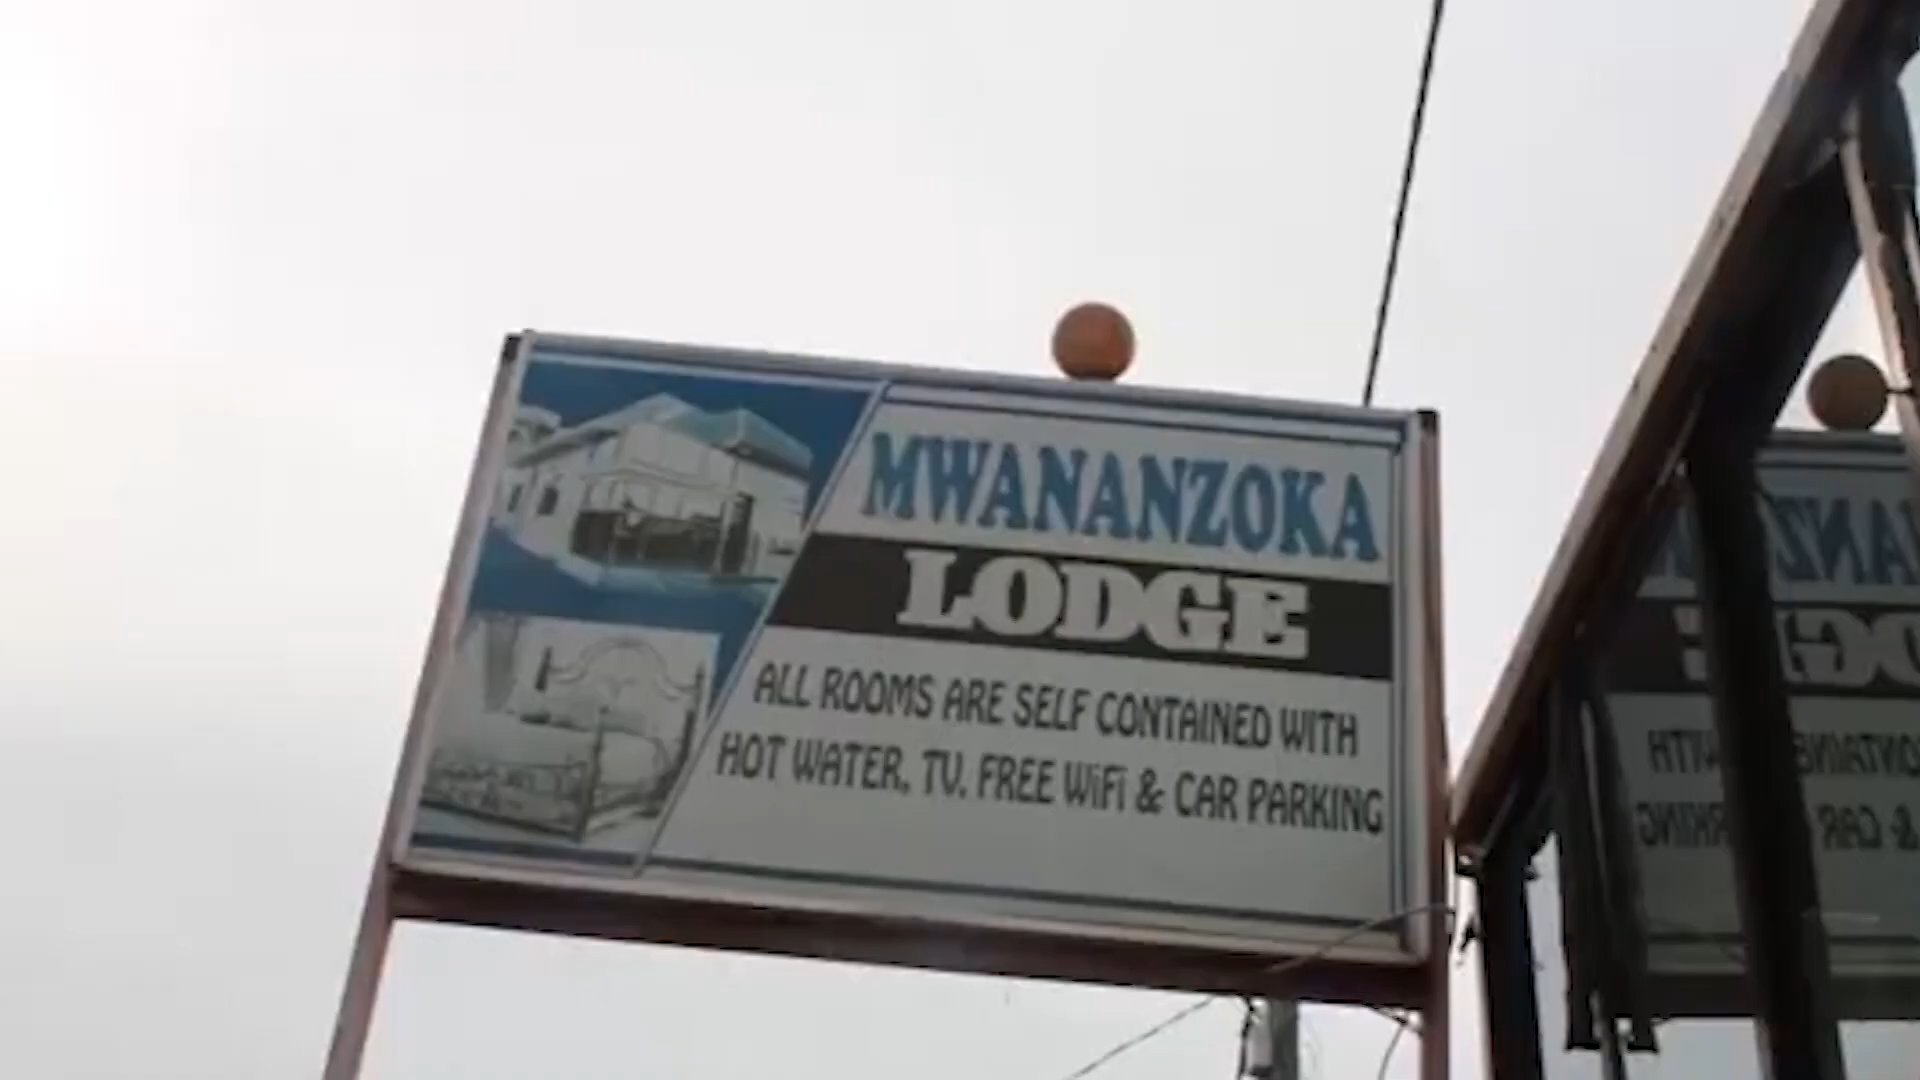 MWANANZOKA
LODGE
ALL ROOMS ARE SELF CONTAINED WITH
HOT WATER, TV. FREE WiFi & CAR PARKING